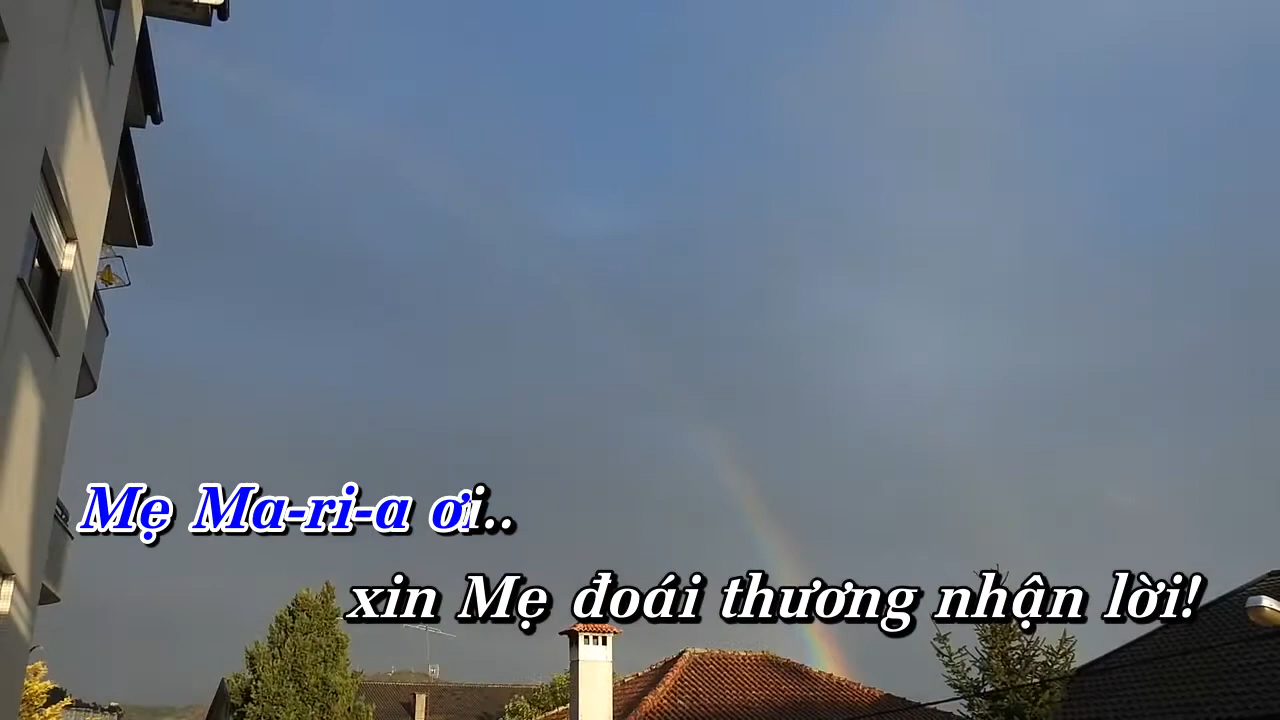 Mẹ Ma-ri-a ơi..
xin Mẹ đoái thương nhận lời!